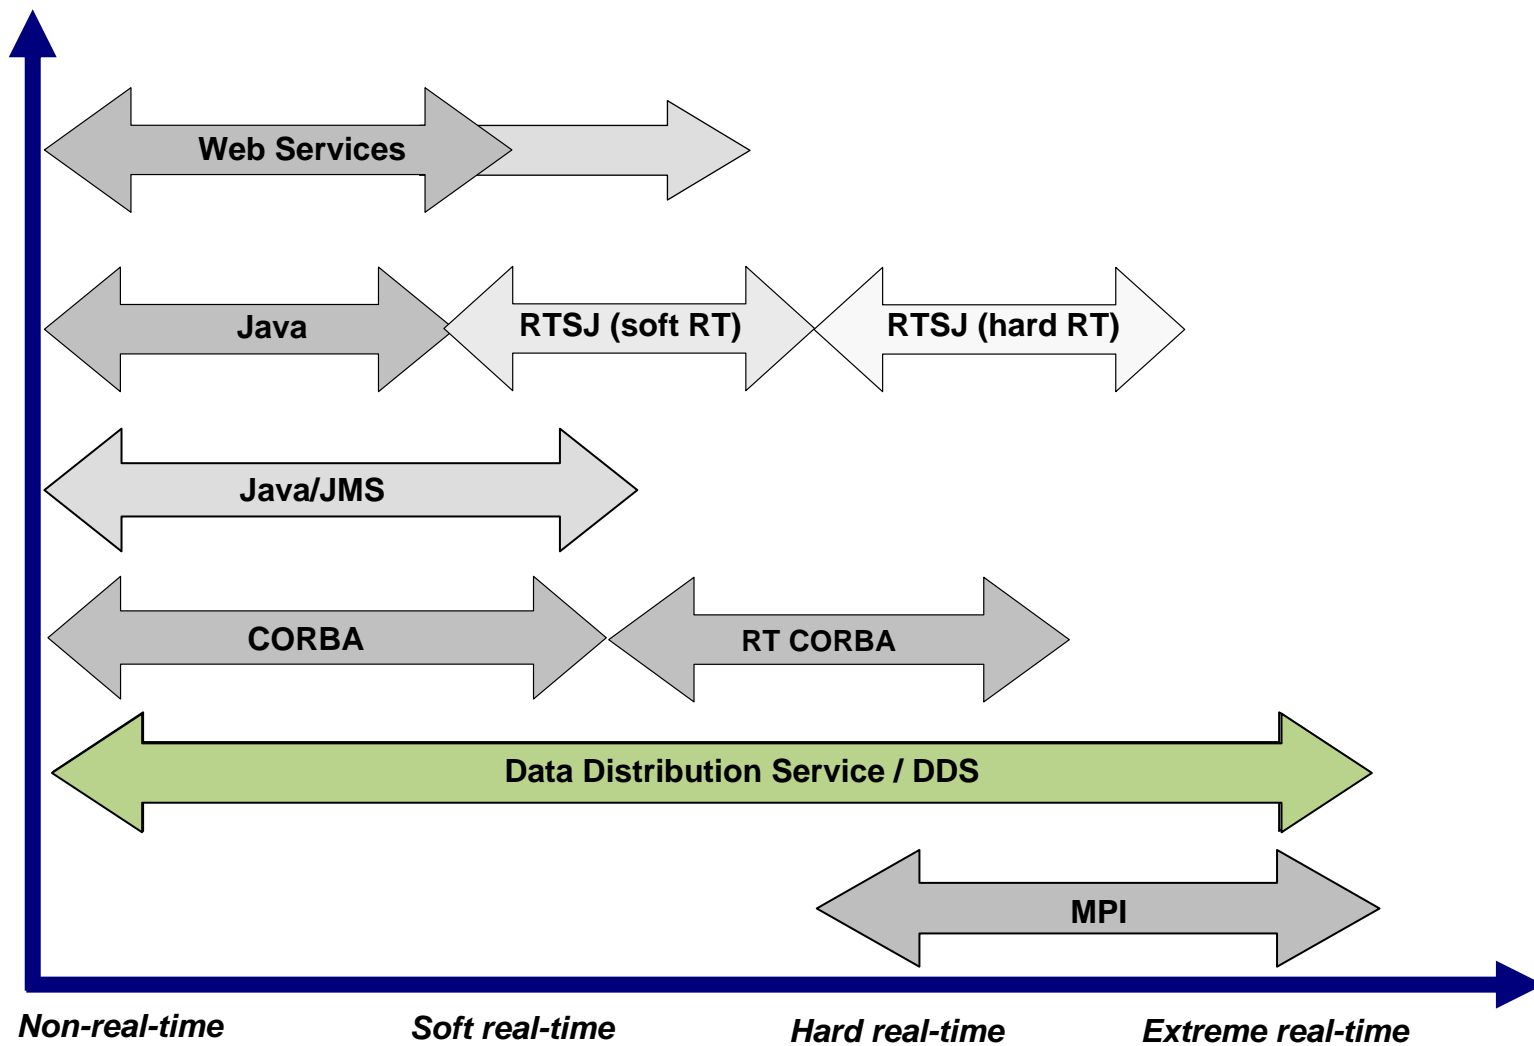 Web Services
Java
RTSJ (soft RT)
RTSJ (hard RT)
Java/JMS
CORBA
RT CORBA
Data Distribution Service / DDS
MPI
Non-real-time
Soft real-time
Hard real-time
Extreme real-time